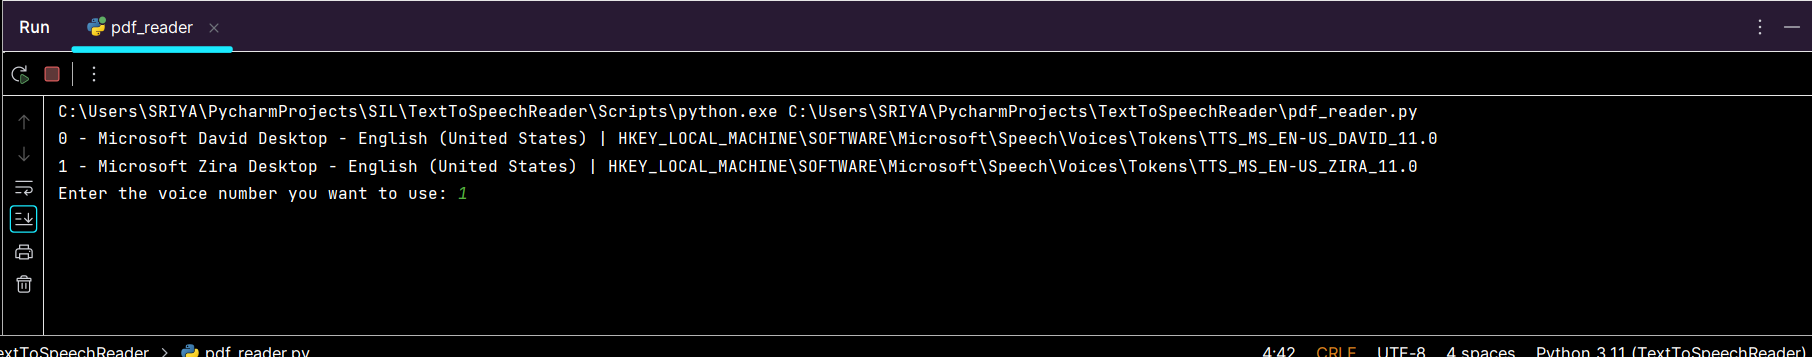 Run pdf_reader
C:\Users\SRIYA\PycharmProjects\SIL\TextToSpeechReader\Scripts\python.exe C:\Users\SRIYA\PycharmProjects\TextToSpeechReader\pdf_reader.py
0 - Microsoft David Desktop - English (United States) | HKEY_LOCAL_MACHINE\SOFTWARE\Microsoft\Speech\Voices\Tokens\TTS_MS_EN-US_DAVID_11.0
1 - Microsoft Zira Desktop - English (United States) | HKEY_LOCAL_MACHINE\SOFTWARE\Microsoft\Speech\Voices\Tokens\TTS_MS_EN-US_ZIRA_11.0
Enter the voice number you want to use: 1
extToSpeechReader > pdf_reader.py 4:42 CRLF UTF-8 4 spaces Python 3.11 (TextToSpeechReader)